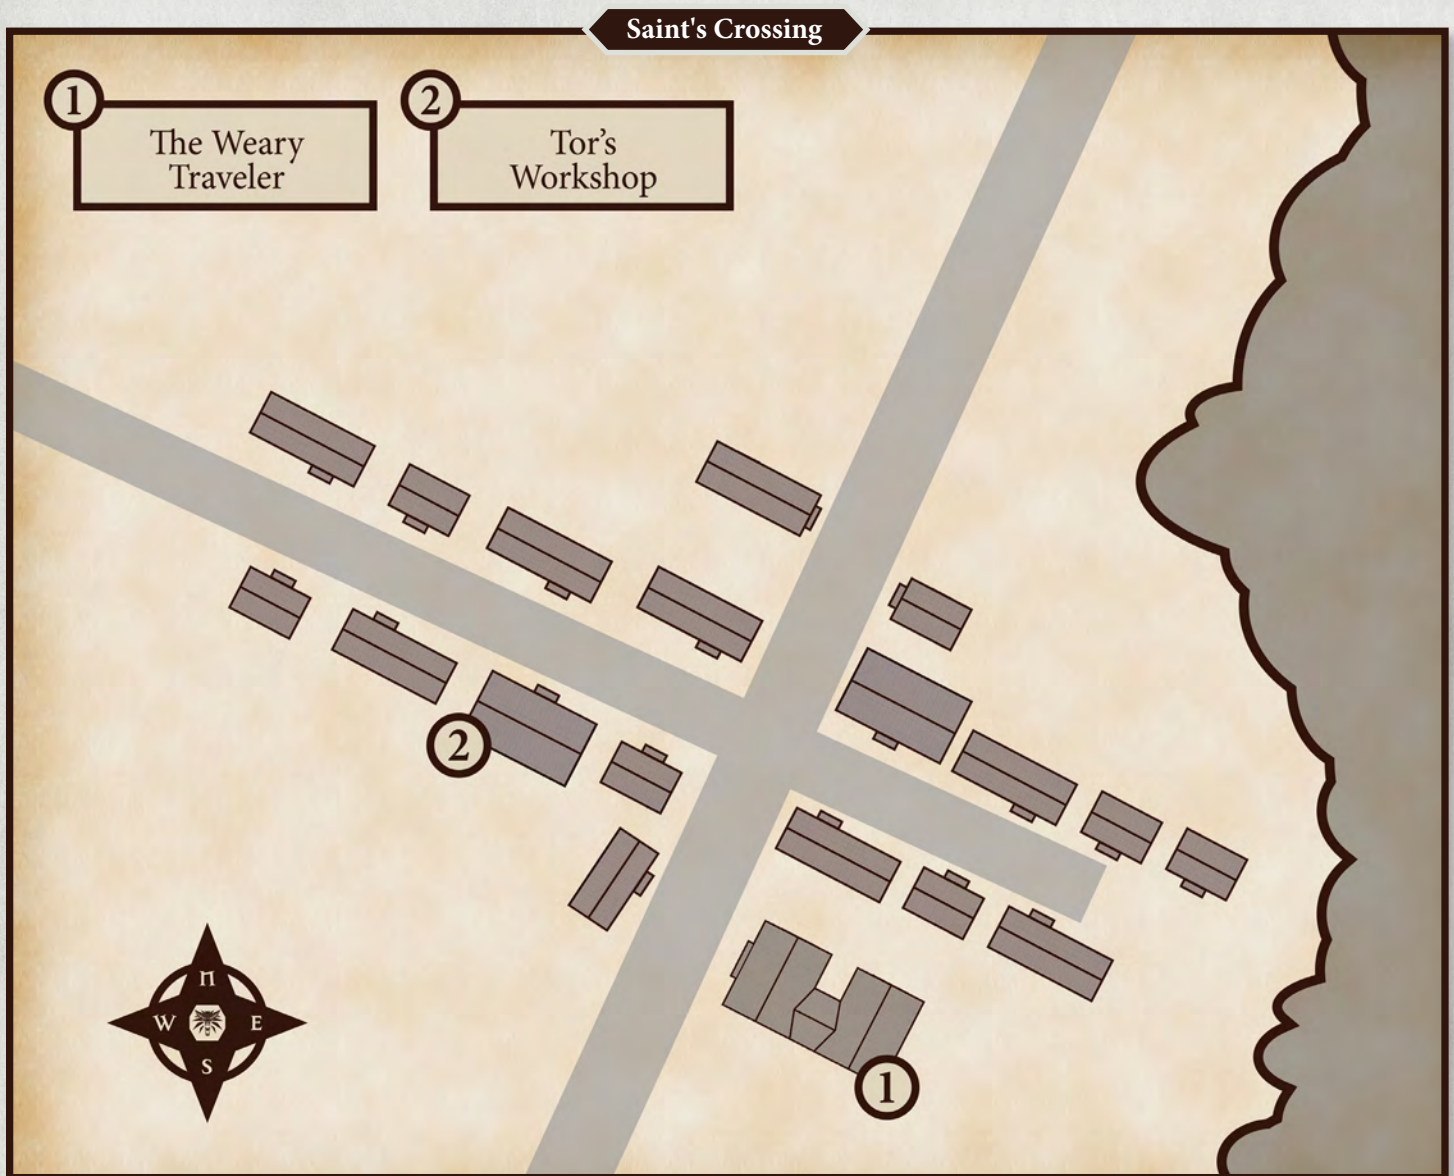 Saint's Crossing
1
The Weary
Traveler
2
Tor’s
Workshop
2
1
N
W E
S